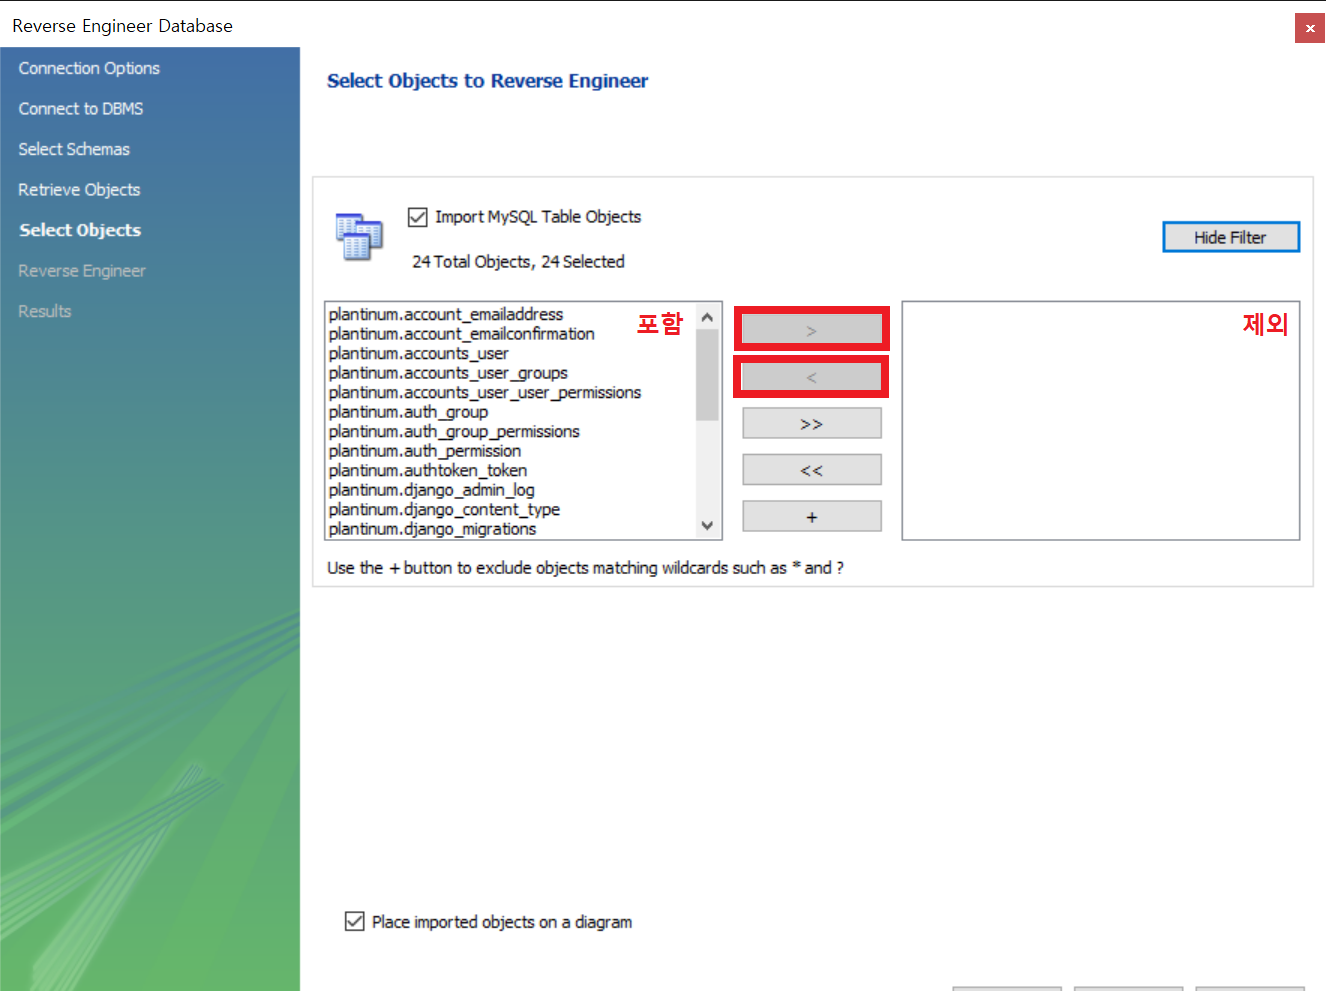 Reverse Engineer Database
×
Connection Options
Connect to DBMS
Select Schemas
Retrieve Objects
Select Objects
Reverse Engineer
Results
Select Objects to Reverse Engineer
Import MySQL Table Objects
24 Total Objects, 24 Selected
Hide Filter
plantinum.account_emailaddress
plantinum.account_emailconfirmation
plantinum.accounts_user
plantinum.accounts_user_groups
plantinum.accounts_user_user_permissions
plantinum.auth_group
plantinum.auth_group_permissions
plantinum.auth_permission
plantinum.authtoken_token
plantinum.django_admin_log
plantinum.django_content_type
plantinum.django_migrations
포함
>
<
>>
<<
+
제외
Use the + button to exclude objects matching wildcards such as * and ?
Place imported objects on a diagram